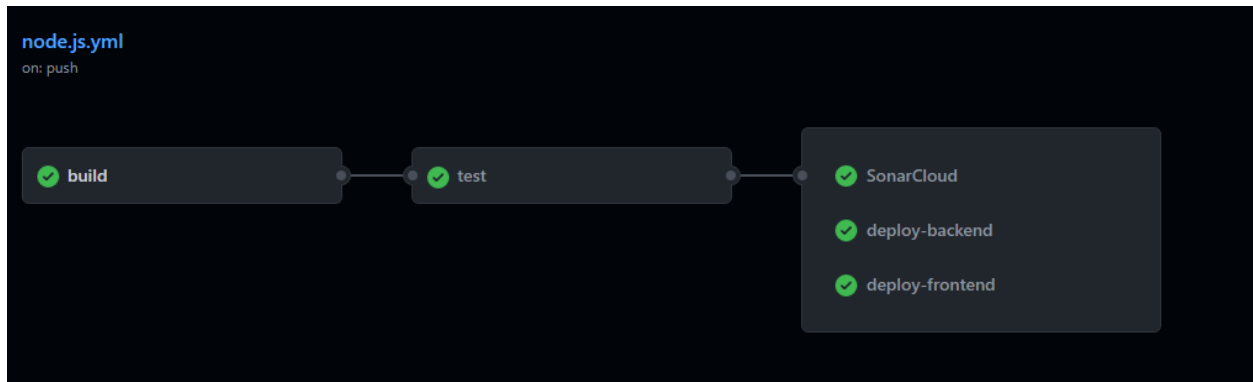 node.js.yml
on: push
build
test
SonarCloud
deploy-backend
deploy-frontend